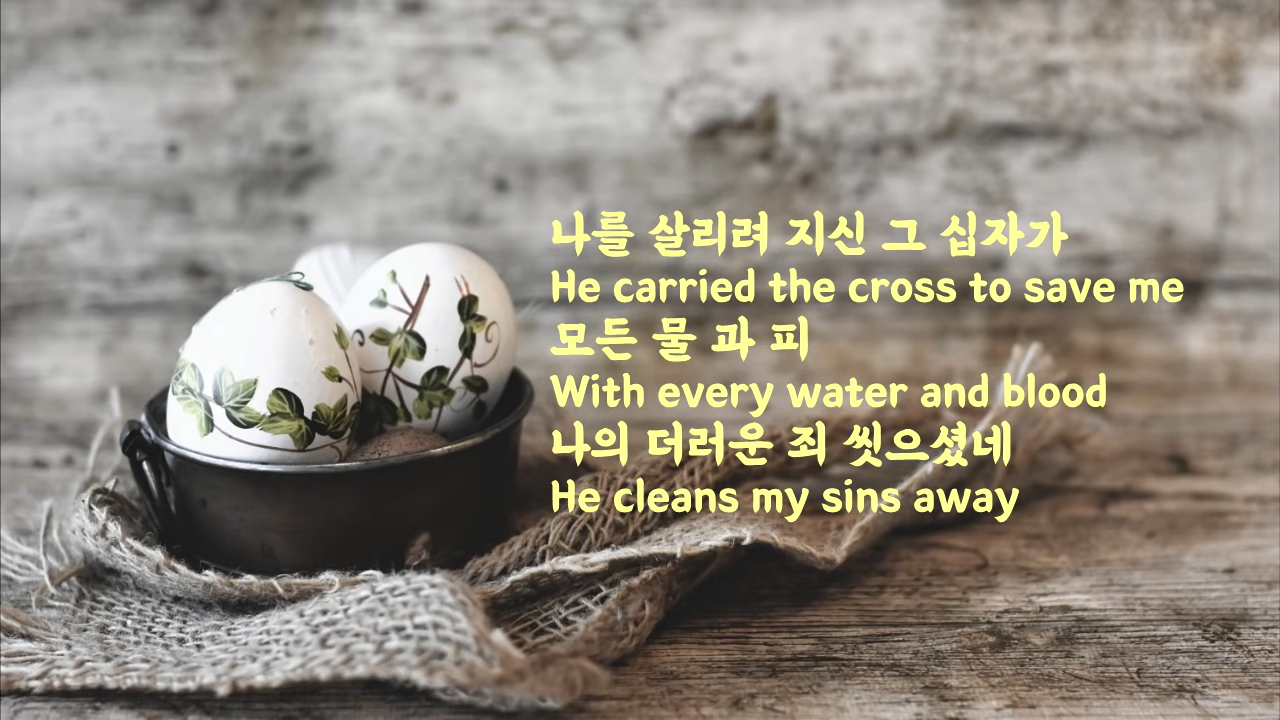 나를 살리려 지신 그 십자가
He carried the cross to save me
모든 물 과 피
With every water and blood
나의 더러운 죄 씻으셨네
He cleans my sins away